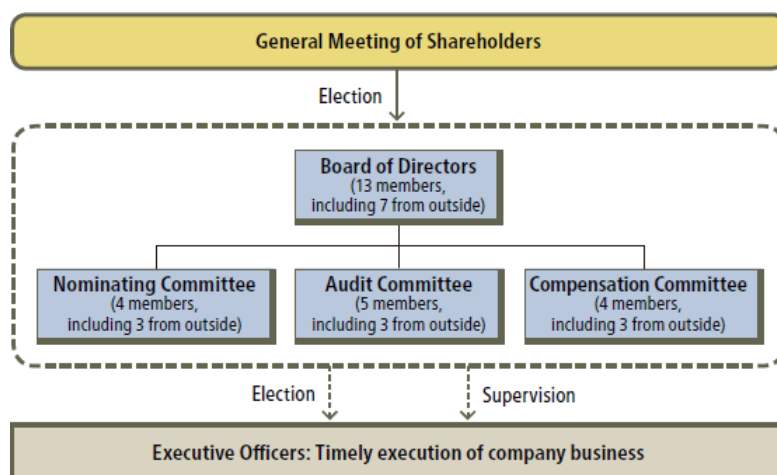 General Meeting of Shareholders
Election
Board of Directors
(13 members,
including 7 from outside)
Nominating Committee
(4 members,
including 3 from outside)
Audit Committee
(5 members,
including 3 from outside)
Compensation Committee
(4 members,
including 3 from outside)
Election
Supervision
Executive Officers: Timely execution of company business